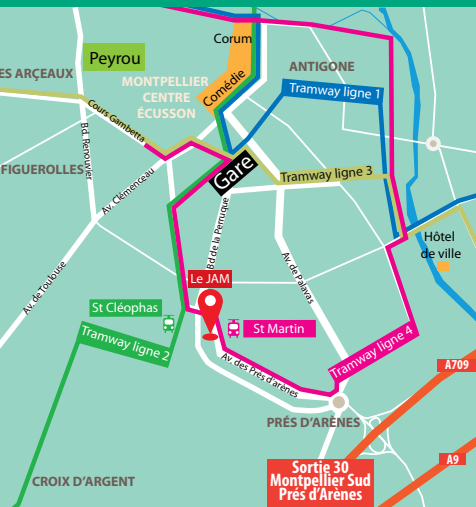 Corum
Peyrou
ANTIGONE
ES ARÇEAUX
MONTPELLIER
CENTRE
ÉCUSSON
Comédie
Tramway ligne 1
Cours Gambetta
Bd. Renouvier
FIGUEROLLES
Av. Clémenceau
Gare
Tramway ligne 3
Bd de la Perruque
Hôtel
de ville
Av. de Toulouse
Av. de Palavas
Le JAM
St Cléophas
St Martin
Tramway ligne 2
Tramway ligne 4
Av. des Prés d'arènes
A709
PRÉS D'ARÈNES
A9
Sortie 30
Montpellier Sud
Prés d'Arènes
CROIX D'ARGENT